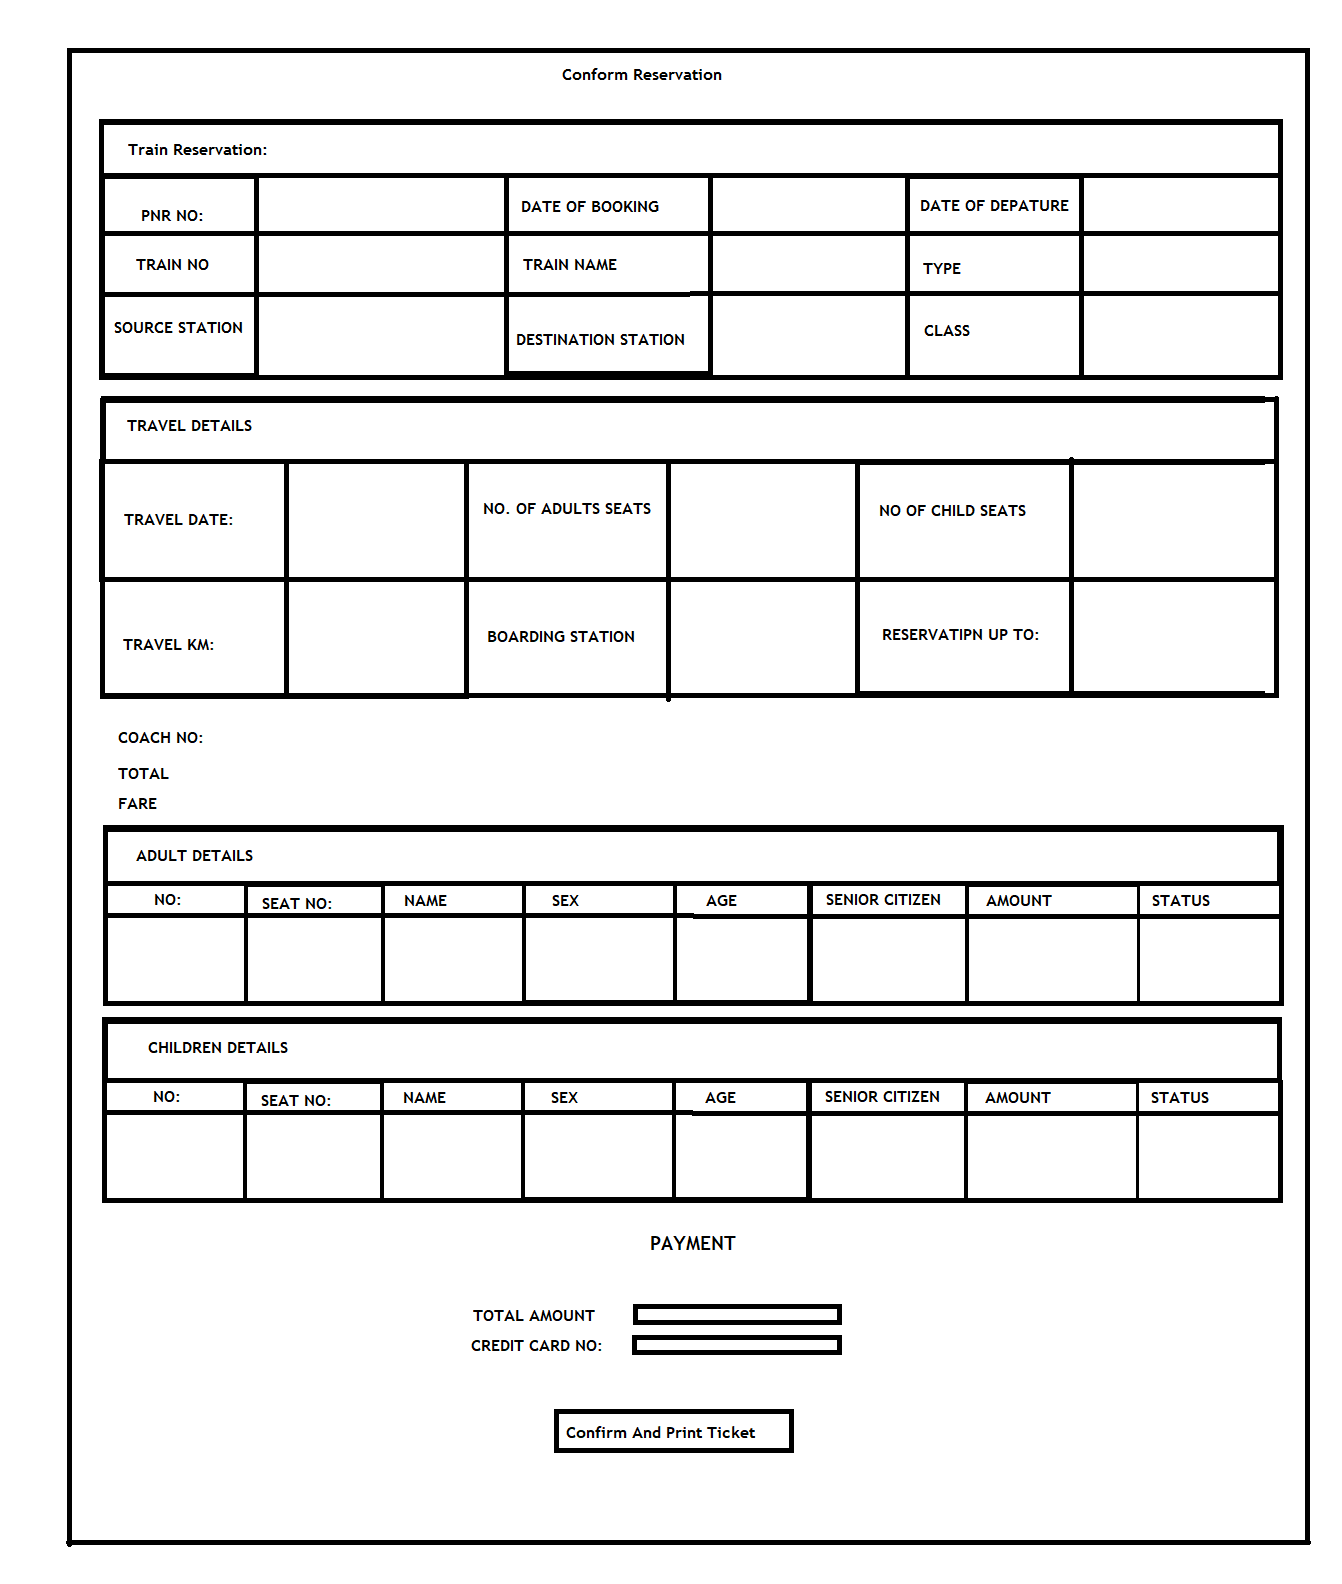 Conform Reservation
Train Reservation:
PNR NO:
DATE OF BOOKING
DATE OF DEPATURE
TRAIN NO
TRAIN NAME
TYPE
SOURCE STATION
DESTINATION STATION
CLASS
TRAVEL DETAILS
TRAVEL DATE:
NO. OF ADULTS SEATS
NO OF CHILD SEATS
TRAVEL KM:
BOARDING STATION
RESERVATIPN UP TO:
COACH NO:
TOTAL
FARE
ADULT DETAILS
NO:
SEAT NO:
NAME
SEX
AGE
SENIOR CITIZEN
AMOUNT
STATUS
CHILDREN DETAILS
NO:
SEAT NO:
NAME
SEX
AGE
SENIOR CITIZEN
AMOUNT
STATUS
PAYMENT
TOTAL AMOUNT
CREDIT CARD NO:
Confirm And Print Ticket